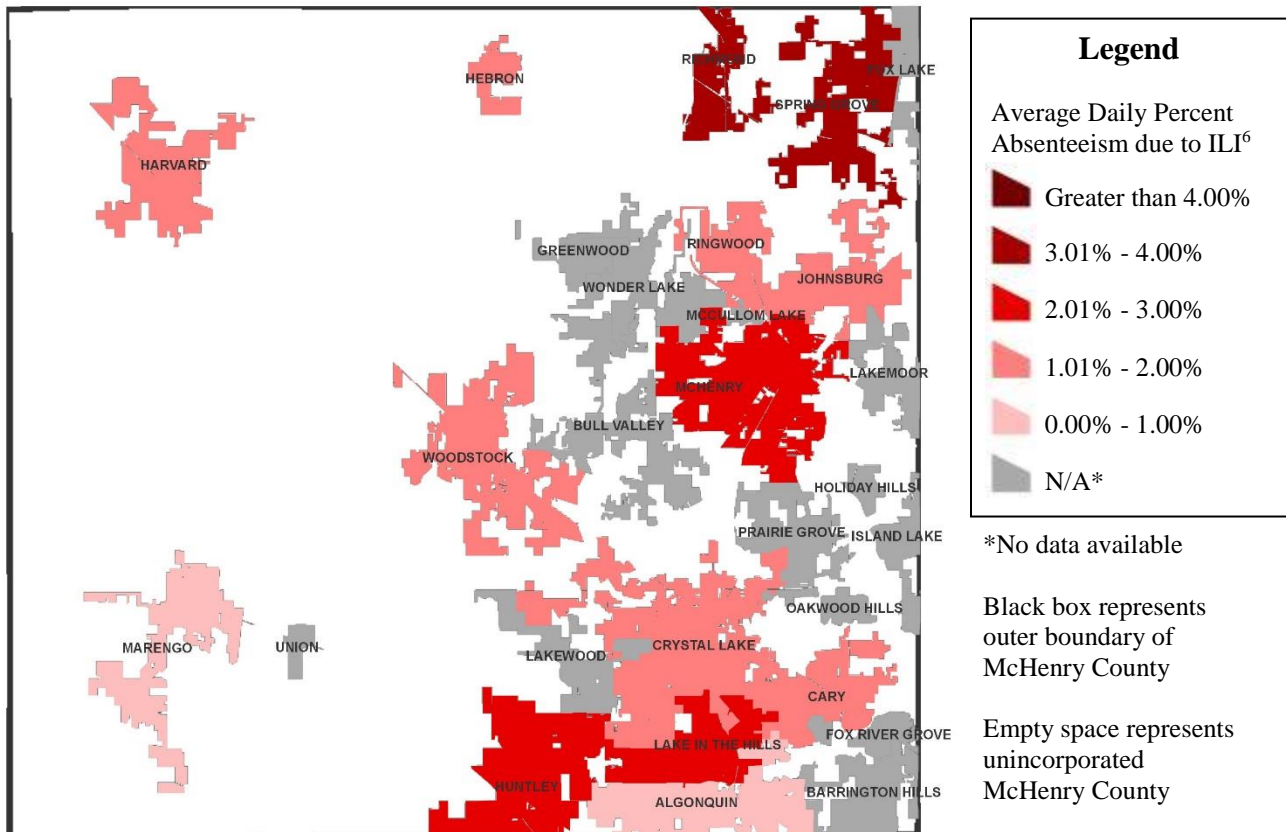 HEBRON
RICHMOND
FOX LAKE
SPRING GROVE
HARVARD
GREENWOOD
RINGWOOD
WONDER LAKE
JOHNSBURG
MCCULLOM LAKE
LAKEMOOR
MCHENRY
BULL VALLEY
WOODSTOCK
HOLIDAY HILLS
PRAIRIE GROVE
ISLAND LAKE
OAKWOOD HILLS
MARENGO
UNION
LAKEWOOD
CRYSTAL LAKE
CARY
FOX RIVER GROVE
LAKE IN THE HILLS
HUNTLEY
ALGONQUIN
BARRINGTON HILLS
Legend
Average Daily Percent
Absenteeism due to ILI⁶
Greater than 4.00%
3.01% - 4.00%
2.01% - 3.00%
1.01% - 2.00%
0.00% - 1.00%
N/A*
*No data available
Black box represents
outer boundary of
McHenry County
Empty space represents
unincorporated
McHenry County